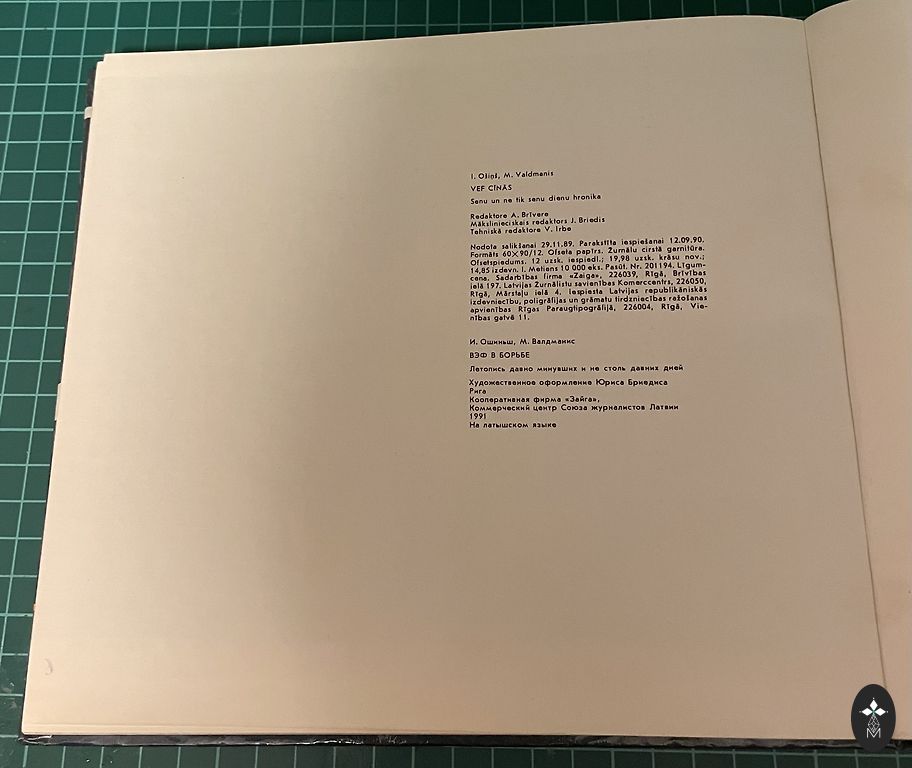 I. Ošiņš, M. Valdmanis
VEF CĪŅĀS
Senu un ne tik senu dienu hronika
Redaktore A. Brīvere
Mākslinieciskais redaktors J. Briedis
Tehniskā redaktore V. Irbe
Nodota salikšanai 29.11.89. Parakstīta iespiešanai 12.09.90.
Formāts 60×90/12. Ofseta papīrs. Žurnālu cirstā garnitūra.
Ofsetspiedums. 12 uzsk. iespiedl.; 19,98 uzsk. krāsu nov.;
14,85 izdevn. l. Metiens 10 000 eks. Pasūt. Nr. 201194. Līgum-
cena. Sadarbības firma «Zaiga», 226039, Rīgā, Brīvības
ielā 197. Latvijas Žurnālistu savienības Komerccentrs, 226050,
Rīgā, Mārstaļu ielā 4. Iespiesta Latvijas republikāniskās
izdevniecību, poligrāfijas un grāmatu tirdzniecības ražošanas
apvienības Rīgas Paraugtipogrāfijā, 226004, Rīgā, Vie-
nības gatvē 11.
И. Ошиньш, М. Валдманис
ВЭФ В БОРЬБЕ
Летопись давно минувших и не столь давних дней
Художественное оформление Юриса Бриедиса
Рига
Кооперативная фирма «Зайга»,
Коммерческий центр Союза журналистов Латвии
1991
На латышском языке